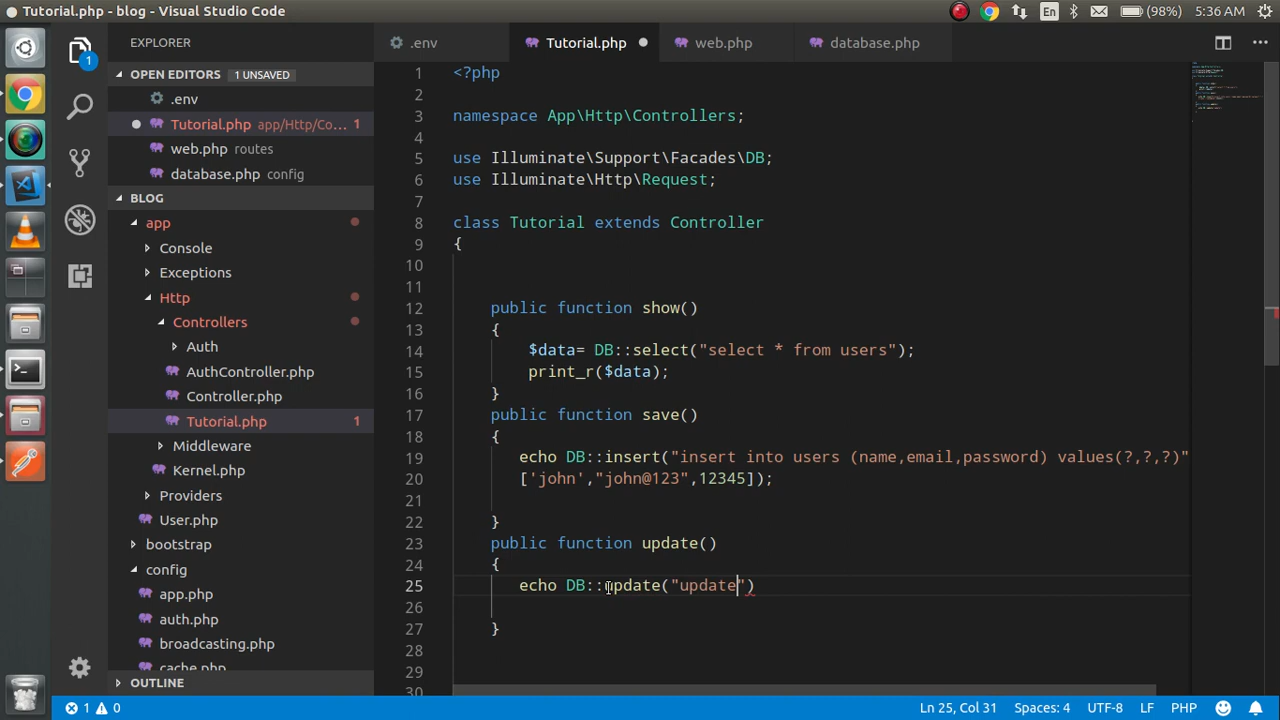 Tutorial.php - blog - Visual Studio Code
En (98%) 5:36 AM
EXPLORER
.env Tutorial.php web.php database.php
1
OPEN EDITORS 1 UNSAVED
.env
Tutorial.php app/Http/Co... 1
web.php routes
database.php config
BLOG
app
Console
Exceptions
Http
Controllers
Auth
AuthController.php
Controller.php
Tutorial.php 1
Middleware
Kernel.php
Providers
User.php
bootstrap
config
app.php
auth.php
broadcasting.php
cache.php
OUTLINE
1 <?php
2
3 namespace App\Http\Controllers;
4
5 use Illuminate\Support\Facades\DB;
6 use Illuminate\Http\Request;
7
8 class Tutorial extends Controller
9 {
10
11
12 public function show()
13 {
14 $data= DB::select("select * from users");
15 print_r($data);
16 }
17 public function save()
18 {
19 echo DB::insert("insert into users (name,email,password) values(?,?,?)"
20 ['john',"john@123",12345]);
21
22 }
23 public function update()
24 {
25 echo DB::update("update")
26
27 }
28
29
30
1 0 Ln 25, Col 31 Spaces: 4 UTF-8 LF PHP